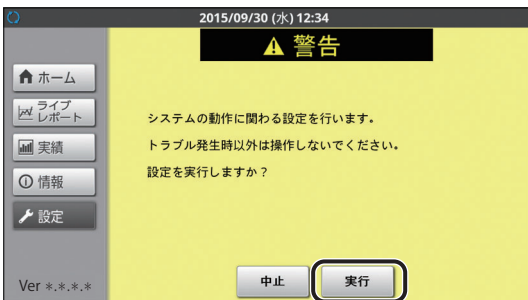 2015/09/30 (水) 12:34
警告
ホーム
ライブ
レポート
実績
情報
設定
Ver *.*.*.*
システムの動作に関わる設定を行います。
トラブル発生時以外は操作しないでください。
設定を実行しますか？
中止
実行